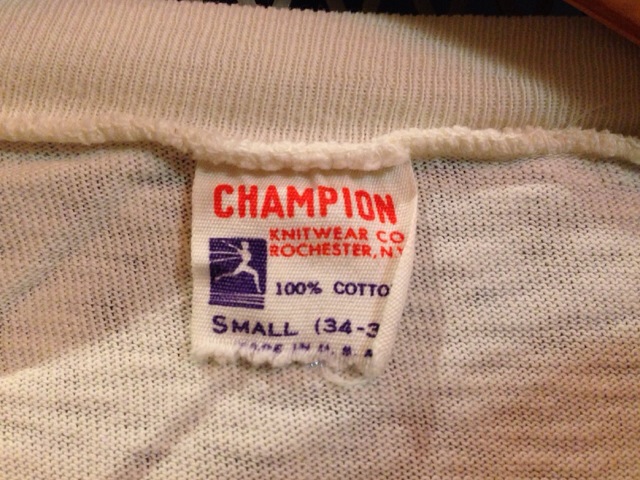 CHAMPION
KNITWEAR CO
ROCHESTER, NY
100% COTTO
SMALL (34-3
MADE IN U.S.A